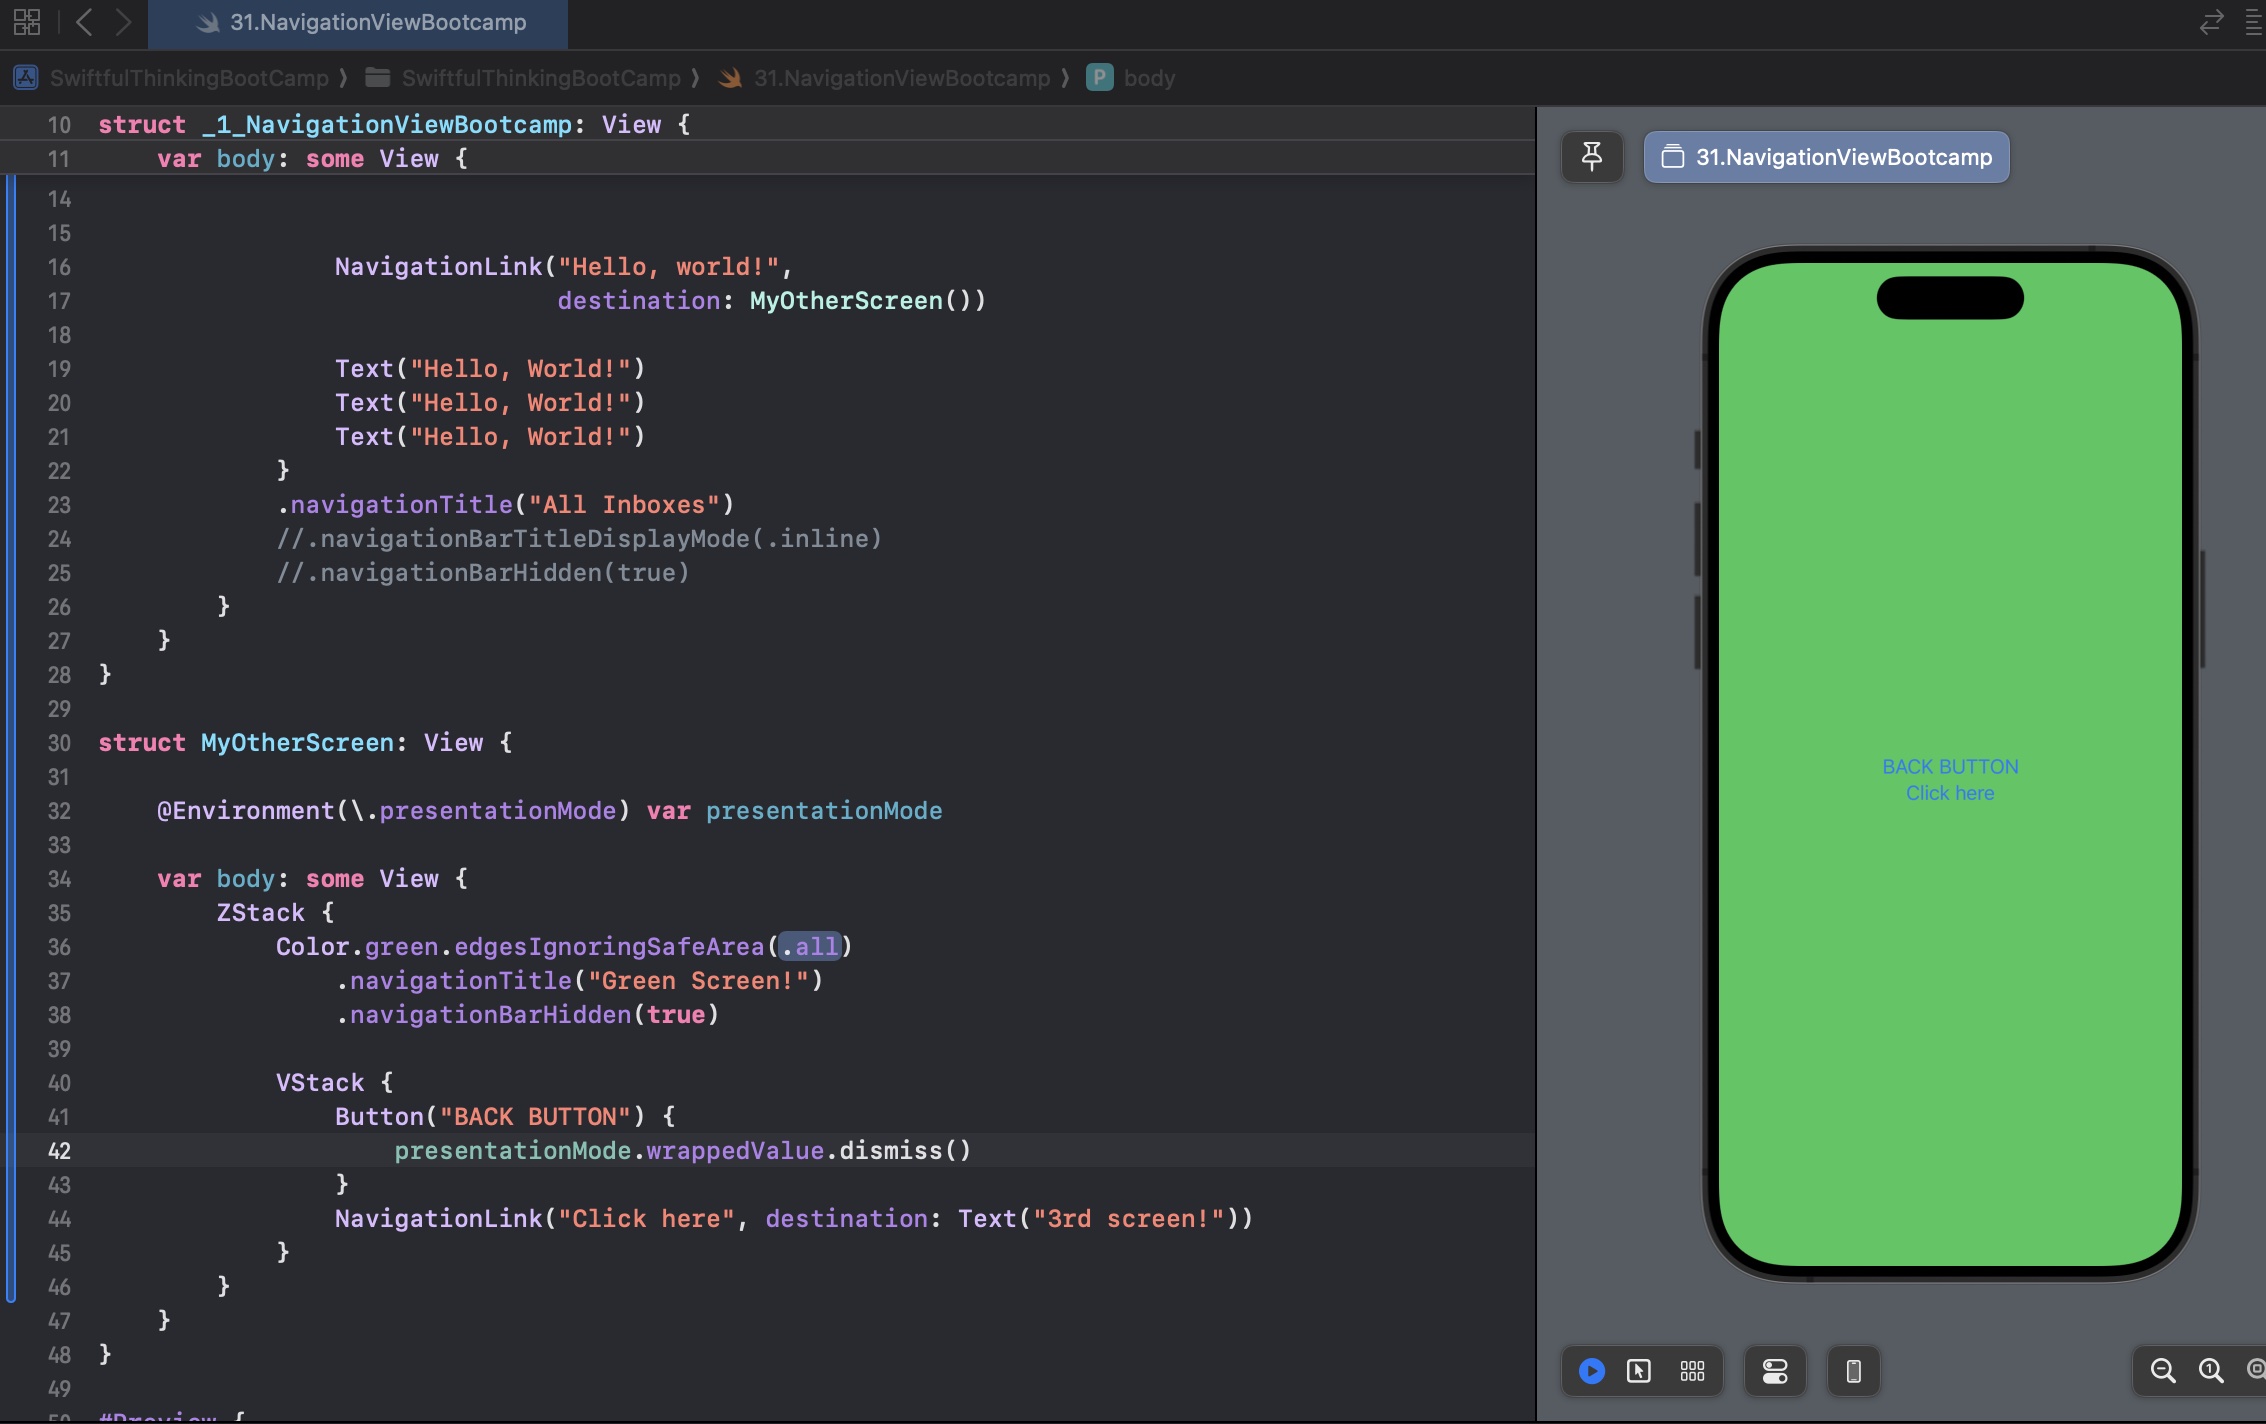 31.NavigationViewBootcamp
SwiftfulThinkingBootCamp ⟩ SwiftfulThinkingBootCamp ⟩ 31.NavigationViewBootcamp ⟩ P body
10 struct _1_NavigationViewBootcamp: View {
11     var body: some View {
14
15
16                 NavigationLink("Hello, world!",
17                                destination: MyOtherScreen())
18
19                 Text("Hello, World!")
20                 Text("Hello, World!")
21                 Text("Hello, World!")
22             }
23             .navigationTitle("All Inboxes")
24             //.navigationBarTitleDisplayMode(.inline)
25             //.navigationBarHidden(true)
26         }
27     }
28 }
29
30 struct MyOtherScreen: View {
31
32     @Environment(\.presentationMode) var presentationMode
33
34     var body: some View {
35         ZStack {
36             Color.green.edgesIgnoringSafeArea(.all)
37                 .navigationTitle("Green Screen!")
38                 .navigationBarHidden(true)
39
40             VStack {
41                 Button("BACK BUTTON") {
42                     presentationMode.wrappedValue.dismiss()
43                 }
44                 NavigationLink("Click here", destination: Text("3rd screen!"))
45             }
46         }
47     }
48 }
49
50 #Preview {
31.NavigationViewBootcamp
BACK BUTTON
Click here